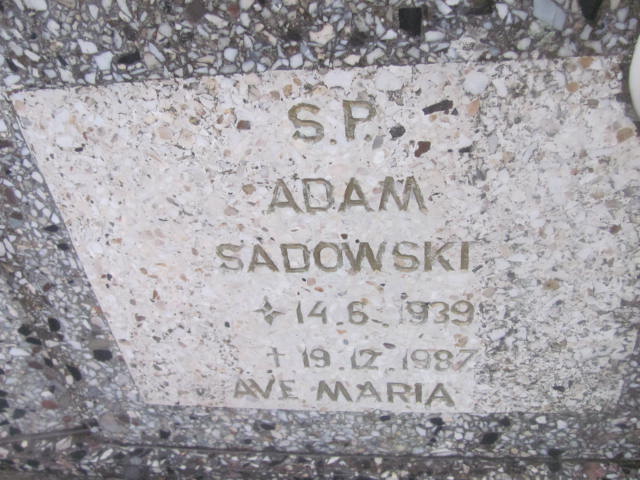 S.P.
ADAM
SADOWSKI
✧ 14.6.1939
† 19.12.1987
AVE MARIA